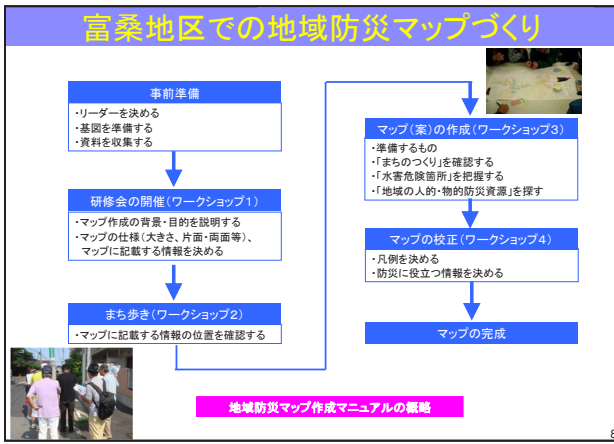 富桑地区での地域防災マップづくり
事前準備
・リーダーを決める
・基図を準備する
・資料を収集する
研修会の開催(ワークショップ1)
・マップ作成の背景・目的を説明する
・マップの仕様(大きさ、片面・両面等)、
マップに記載する情報を決める
まち歩き(ワークショップ2)
・マップに記載する情報の位置を確認する
マップ(案)の作成(ワークショップ3)
・準備するもの
・「まちのつくり」を確認する
・「水害危険箇所」を把握する
・「地域の人的・物的防災資源」を探す
マップの校正(ワークショップ4)
・凡例を決める
・防災に役立つ情報を決める
マップの完成
地域防災マップ作成マニュアルの概略
8